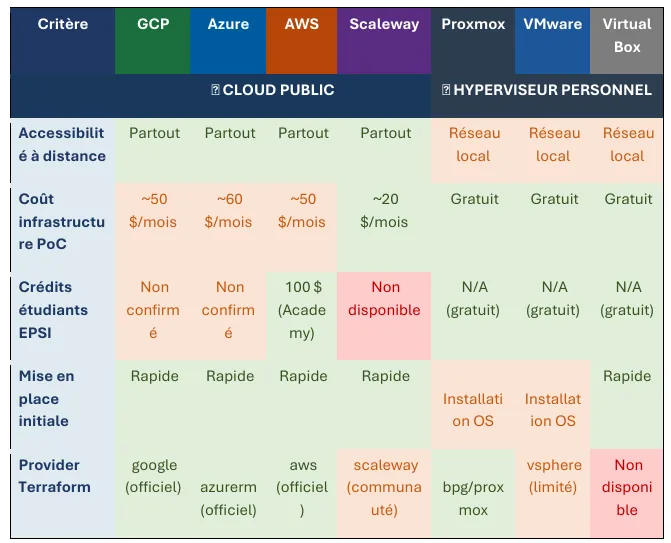 Critère GCP Azure AWS Scaleway Proxmox VMware Virtual
Box
CLOUD PUBLIC HYPERVISEUR PERSONNEL
Accessibilit
é à distance
Partout Partout Partout Partout Réseau
local
Réseau
local
Réseau
local
Coût
infrastructu
re PoC
~50
$/mois
~60
$/mois
~50
$/mois
~20
$/mois
Gratuit Gratuit Gratuit
Crédits
étudiants
EPSI
Non
confirm
é
Non
confirm
é
100 $
(Acade
my)
Non
disponible
N/A
(gratuit)
N/A
(gratuit)
N/A
(gratuit)
Mise en
place
initiale
Rapide Rapide Rapide Rapide
Installati
on OS
Installat
ion OS
Rapide
Provider
Terraform
google
(officiel)
azurerm
(officiel)
aws
(officiel
)
scaleway
(communa
uté)
bpg/prox
mox
vsphere
(limité)
Non
disponi
ble